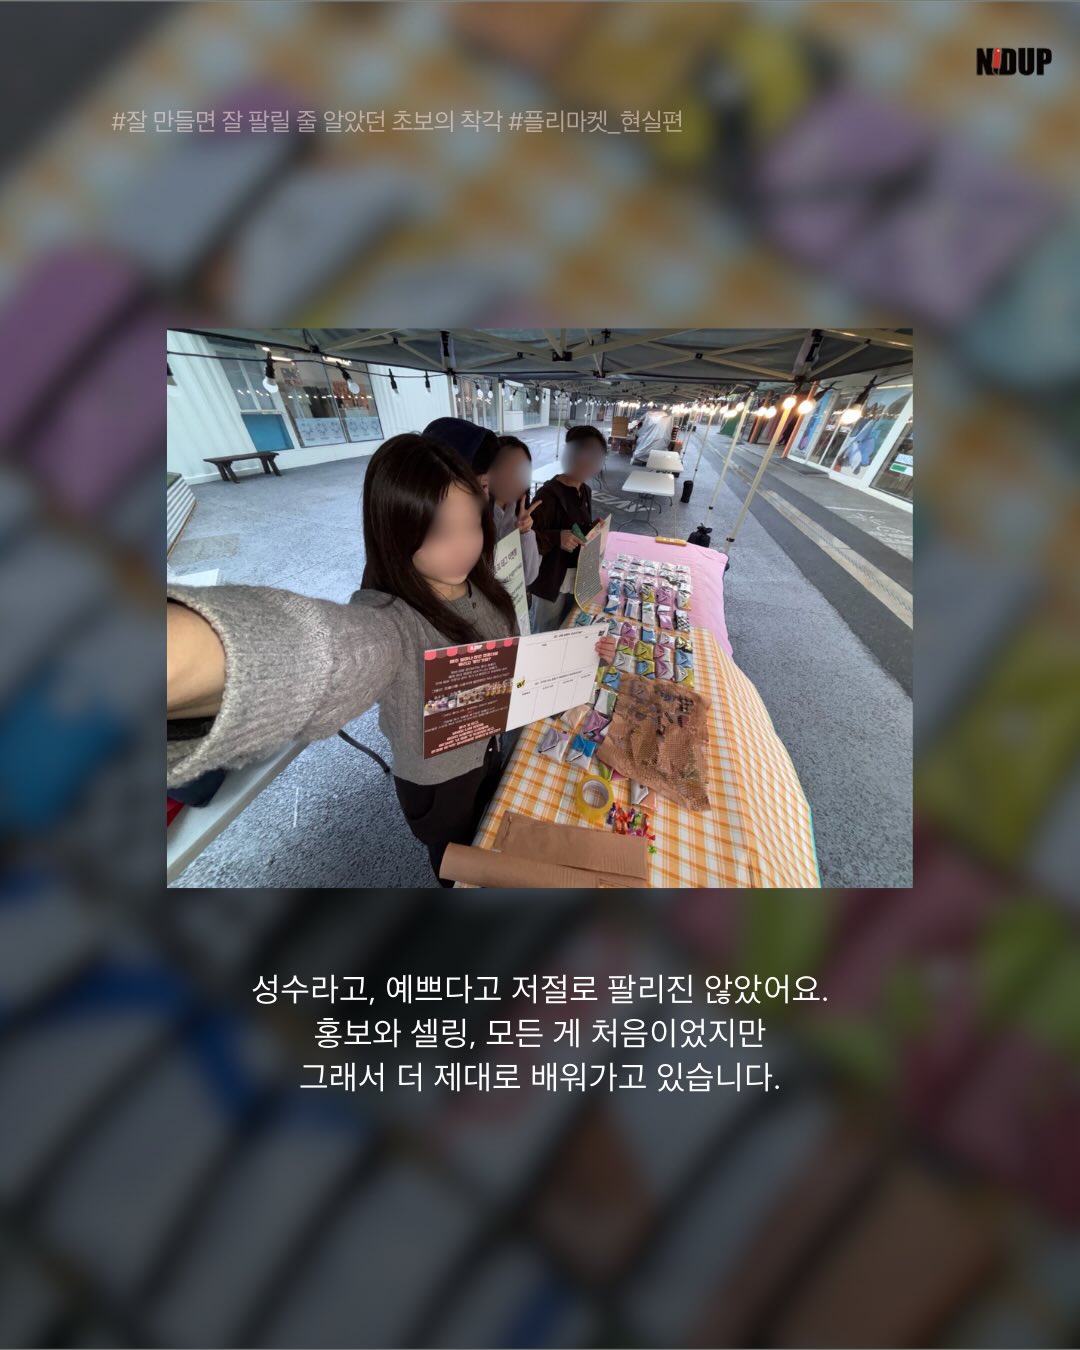 NDUP
#잘 만들면 잘 팔릴 줄 알았던 초보의 착각 #플리마켓_현실편
성수라고, 예쁘다고 저절로 팔리진 않았어요.
홍보와 셀링, 모든 게 처음이었지만
그래서 더 제대로 배워가고 있습니다.